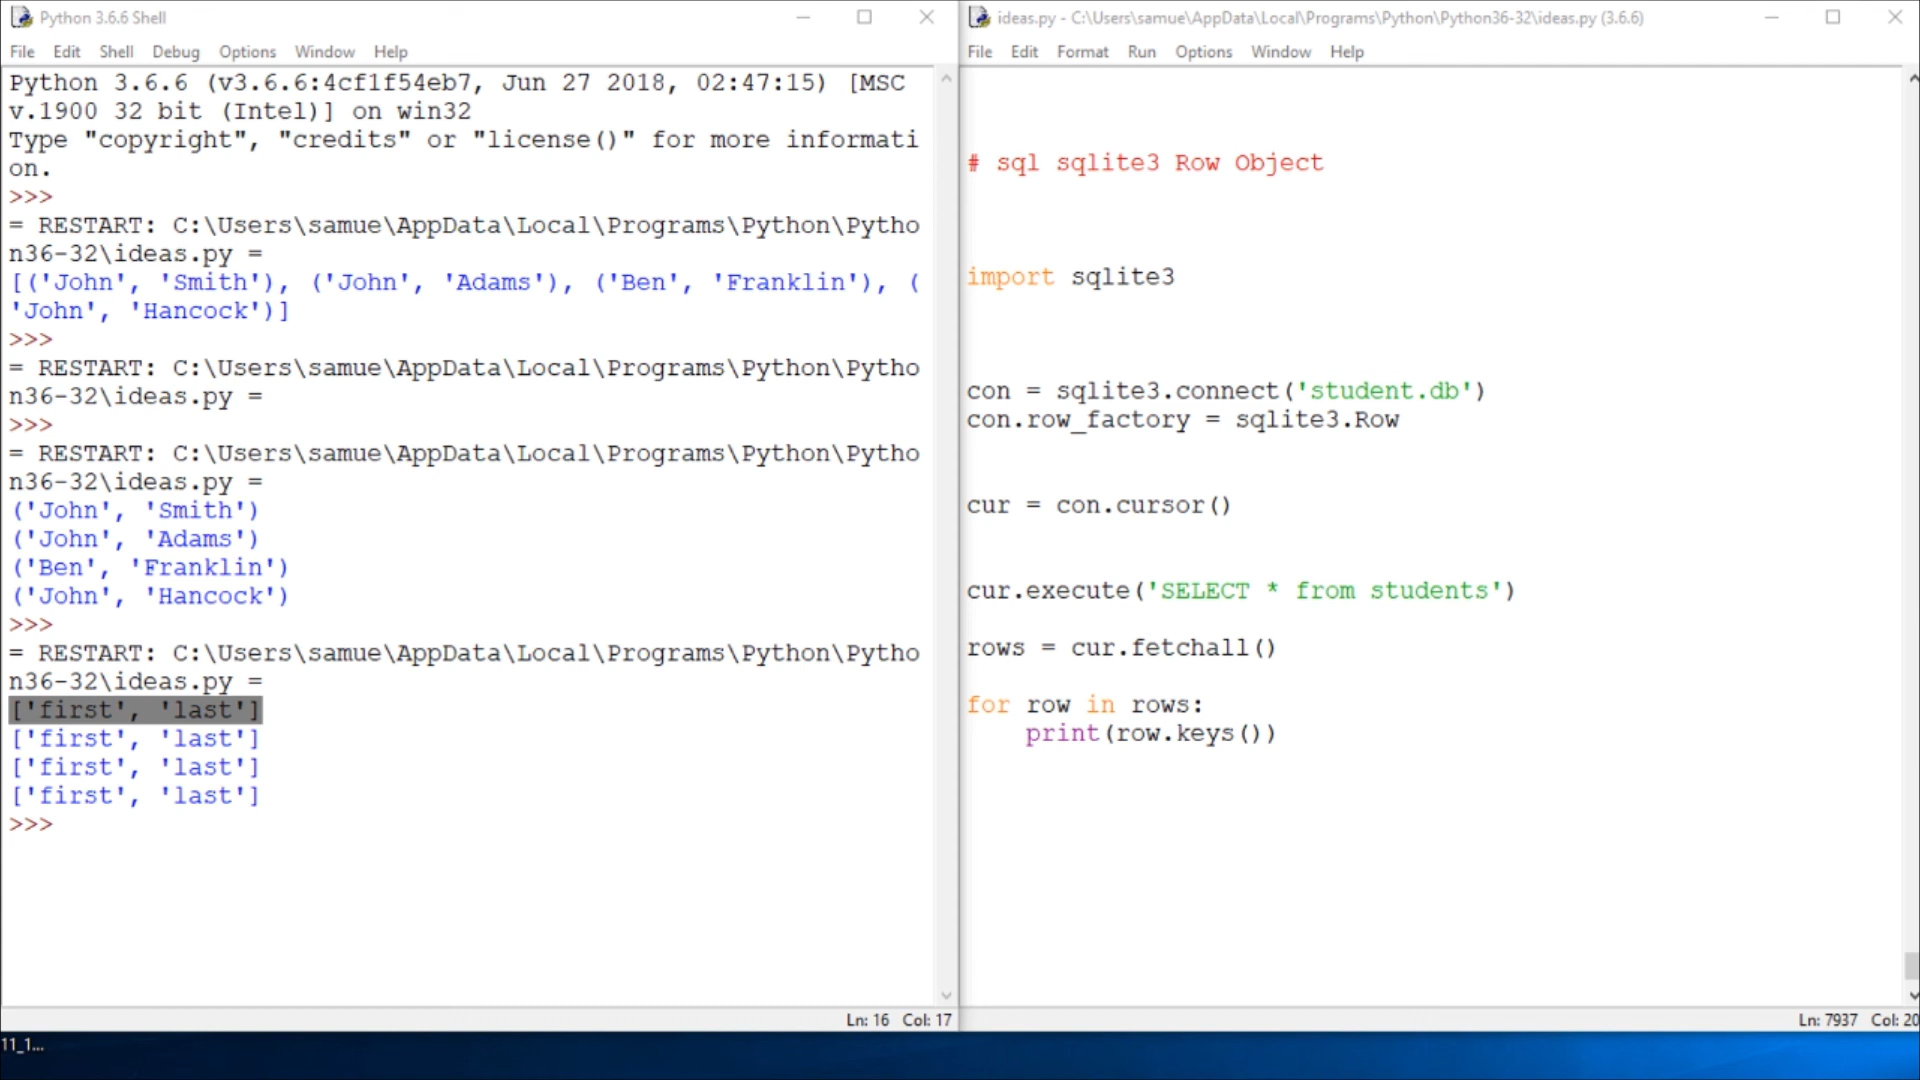 Python 3.6.6 Shell
File Edit Shell Debug Options Window Help
Python 3.6.6 (v3.6.6:4cf1f54eb7, Jun 27 2018, 02:47:15) [MSC
v.1900 32 bit (Intel)] on win32
Type "copyright", "credits" or "license()" for more informati
on.
>>>
= RESTART: C:\Users\samue\AppData\Local\Programs\Python\Pytho
n36-32\ideas.py =
[('John', 'Smith'), ('John', 'Adams'), ('Ben', 'Franklin'), (
'John', 'Hancock')]
>>>
= RESTART: C:\Users\samue\AppData\Local\Programs\Python\Pytho
n36-32\ideas.py =
>>>
= RESTART: C:\Users\samue\AppData\Local\Programs\Python\Pytho
n36-32\ideas.py =
('John', 'Smith')
('John', 'Adams')
('Ben', 'Franklin')
('John', 'Hancock')
>>>
= RESTART: C:\Users\samue\AppData\Local\Programs\Python\Pytho
n36-32\ideas.py =
['first', 'last']
['first', 'last']
['first', 'last']
['first', 'last']
>>>
Ln: 16 Col: 17
ideas.py - C:\Users\samue\AppData\Local\Programs\Python\Python36-32\ideas.py (3.6.6)
File Edit Format Run Options Window Help
# sql sqlite3 Row Object
import sqlite3
con = sqlite3.connect('student.db')
con.row_factory = sqlite3.Row
cur = con.cursor()
cur.execute('SELECT * from students')
rows = cur.fetchall()
for row in rows:
    print(row.keys())
Ln: 7937 Col: 20
11_1...